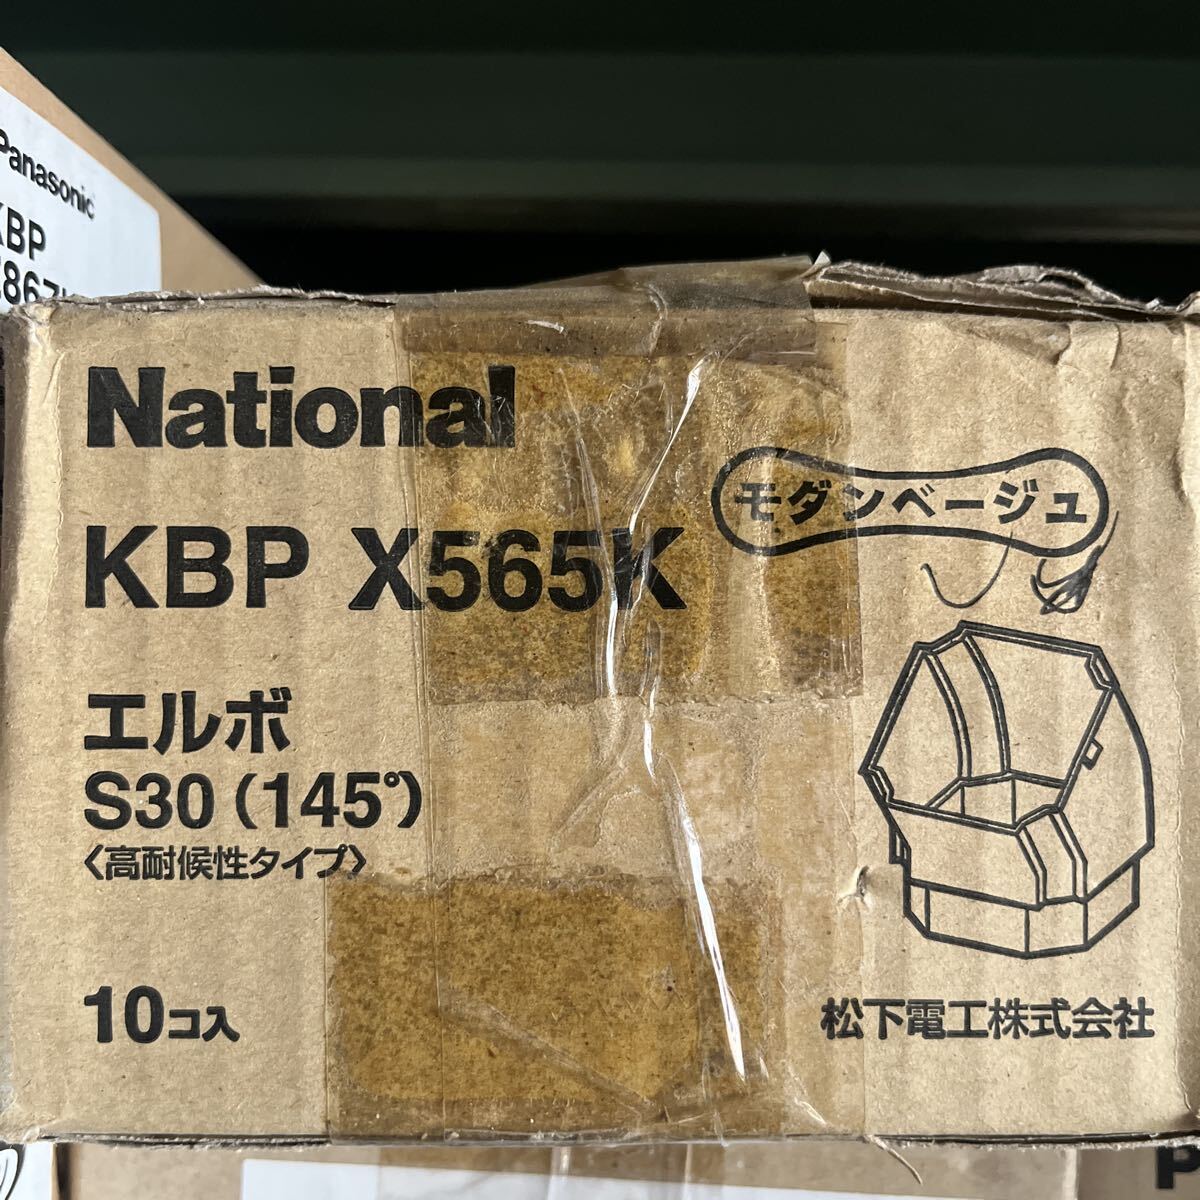 Panasonic
KBP
National
KBP X565K
モダンベージュ
エルボ
S30 (145°)
〈高耐候性タイプ〉
10コ入
松下電工株式会社
P